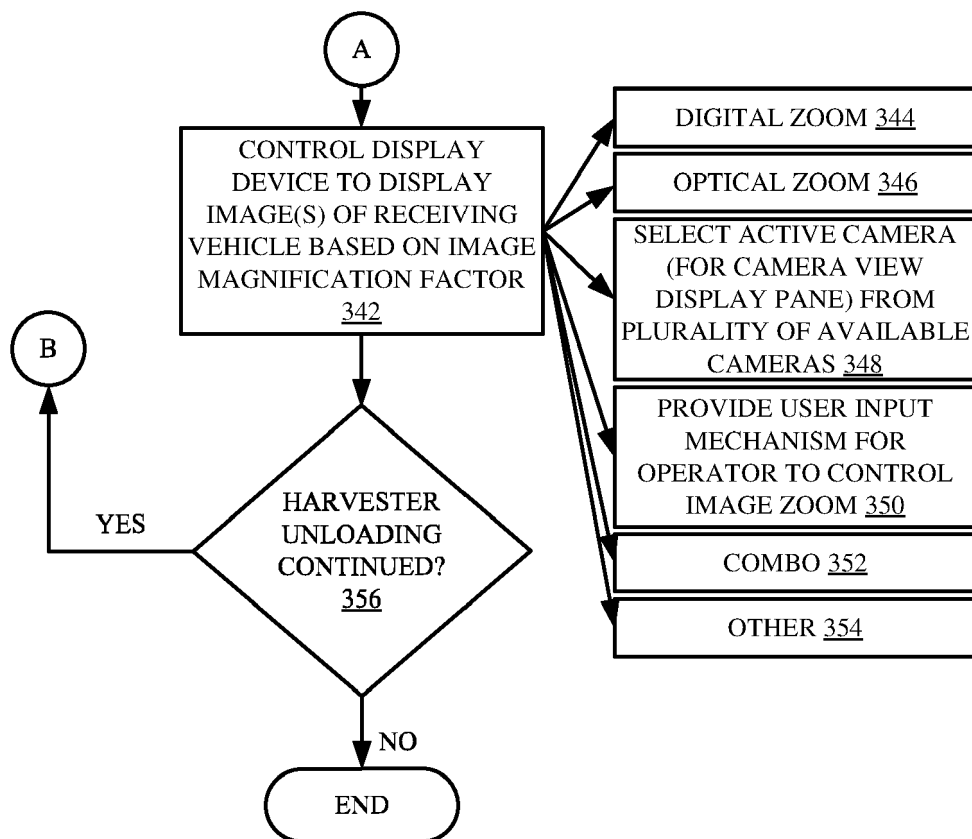 A
CONTROL DISPLAY
DEVICE TO DISPLAY
IMAGE(S) OF RECEIVING
VEHICLE BASED ON IMAGE
MAGNIFICATION FACTOR
342
DIGITAL ZOOM 344
OPTICAL ZOOM 346
SELECT ACTIVE CAMERA
(FOR CAMERA VIEW
DISPLAY PANE) FROM
PLURALITY OF AVAILABLE
CAMERAS 348
PROVIDE USER INPUT
MECHANISM FOR
OPERATOR TO CONTROL
IMAGE ZOOM 350
COMBO 352
OTHER 354
B
YES
HARVESTER
UNLOADING
CONTINUED?
356
NO
END